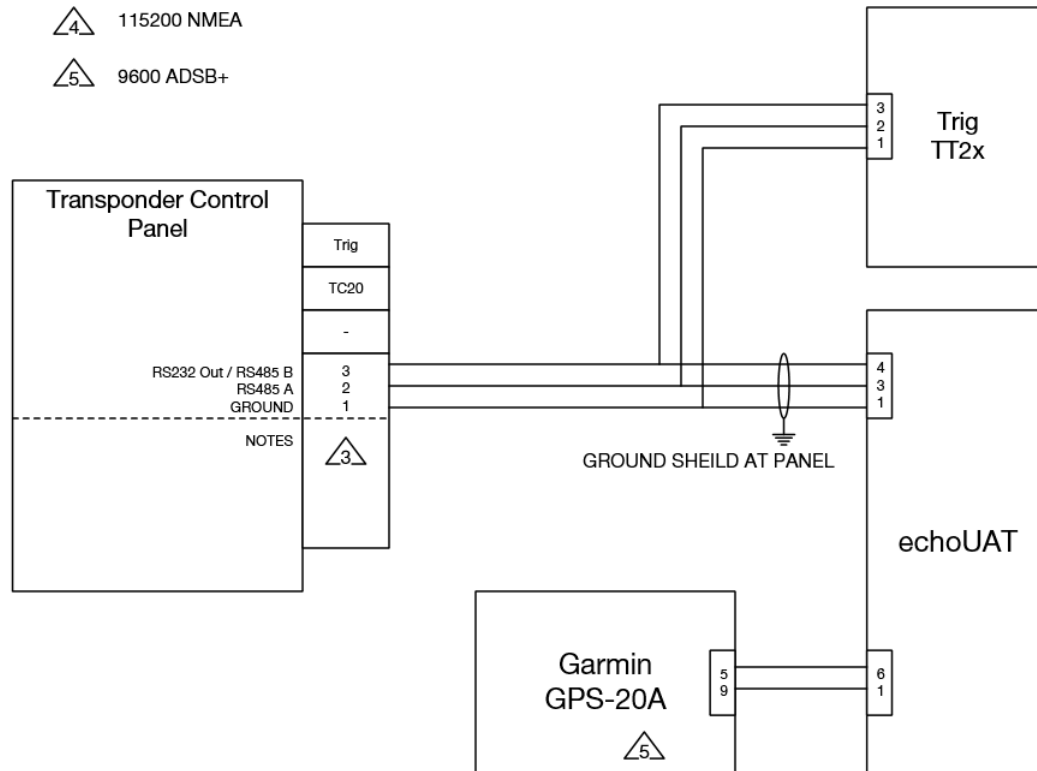 4 115200 NMEA
5 9600 ADSB+
3
2
1
Trig
TT2x
Transponder Control
Panel
Trig
TC20
-
RS232 Out / RS485 B 3
RS485 A 2
GROUND 1
NOTES
3
4
3
1
GROUND SHEILD AT PANEL
echoUAT
Garmin
GPS-20A
5
5
9
6
1